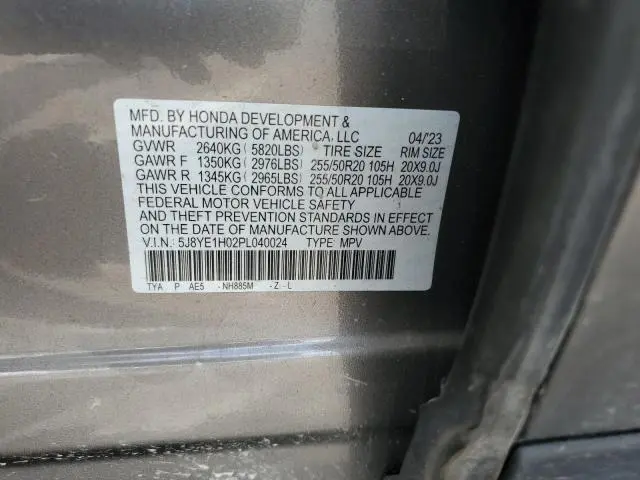 MFD. BY HONDA DEVELOPMENT &
MANUFACTURING OF AMERICA, LLC 04/'23
GVWR 2640KG ( 5820LBS) TIRE SIZE RIM SIZE
GAWR F 1350KG ( 2976LBS) 255/50R20 105H 20X9.0J
GAWR R 1345KG ( 2965LBS) 255/50R20 105H 20X9.0J
THIS VEHICLE CONFORMS TO ALL APPLICABLE
FEDERAL MOTOR VEHICLE SAFETY
AND THEFT PREVENTION STANDARDS IN EFFECT
ON THE DATE OF MANUFACTURE SHOWN ABOVE.
V.I.N.: 5J8YE1H02PL040024 TYPE MPV
TYA P AE5 -NH885M -Z-L